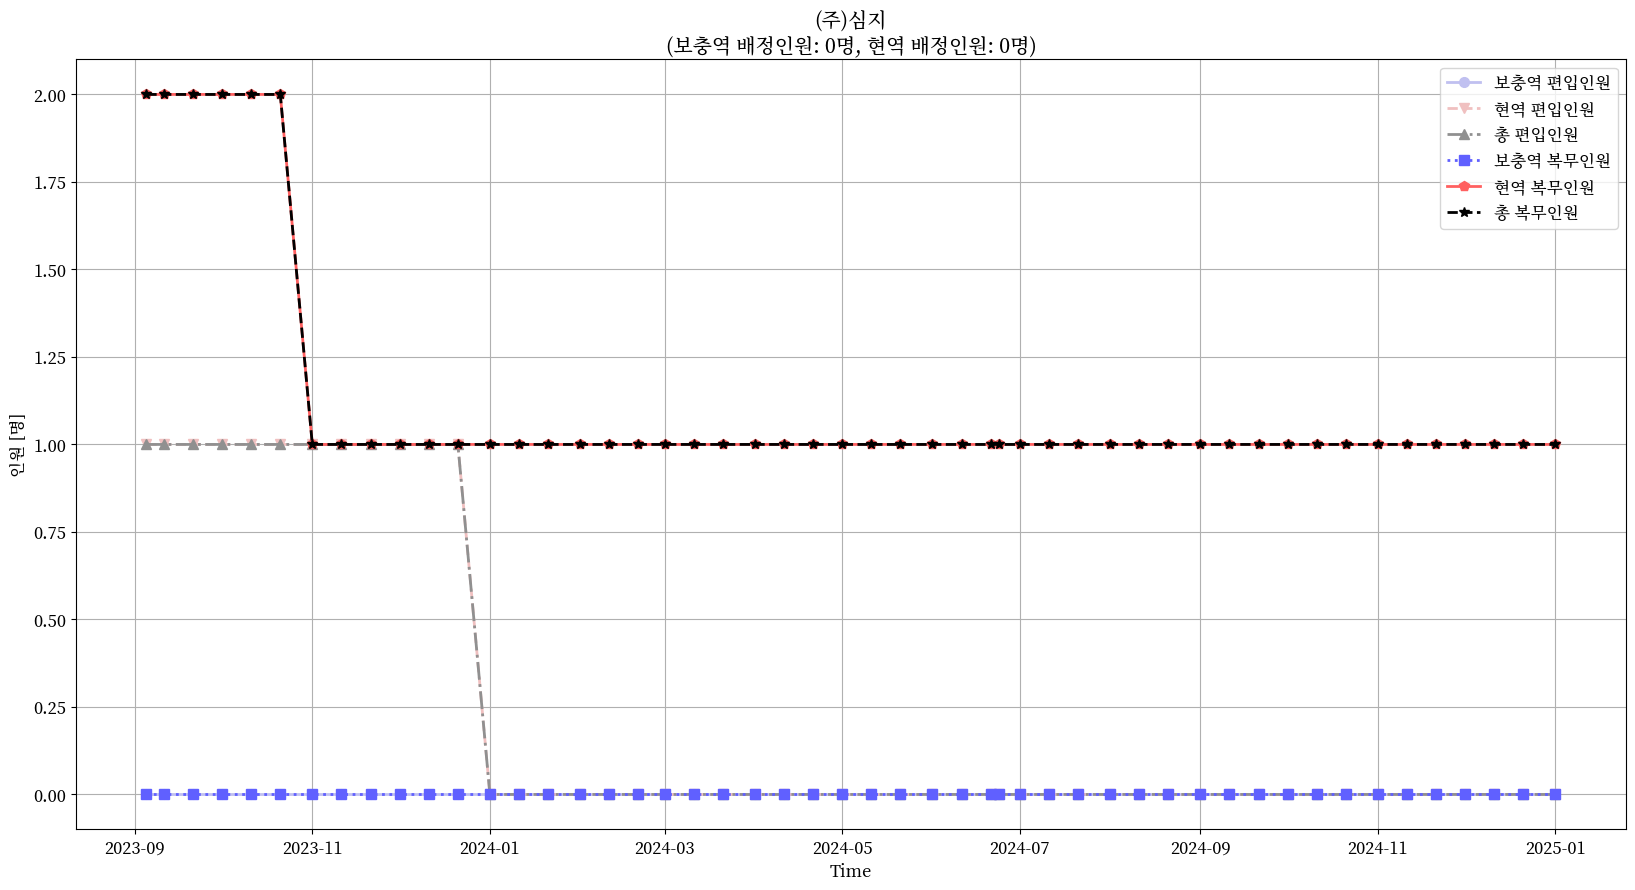 (주)심지
(보충역 배정인원: 0명, 현역 배정인원: 0명)
보충역 편입인원
현역 편입인원
총 편입인원
보충역 복무인원
현역 복무인원
총 복무인원
인원 [명]
2.00
1.75
1.50
1.25
1.00
0.75
0.50
0.25
0.00
2023-09 2023-11 2024-01 2024-03 2024-05 2024-07 2024-09 2024-11 2025-01
Time